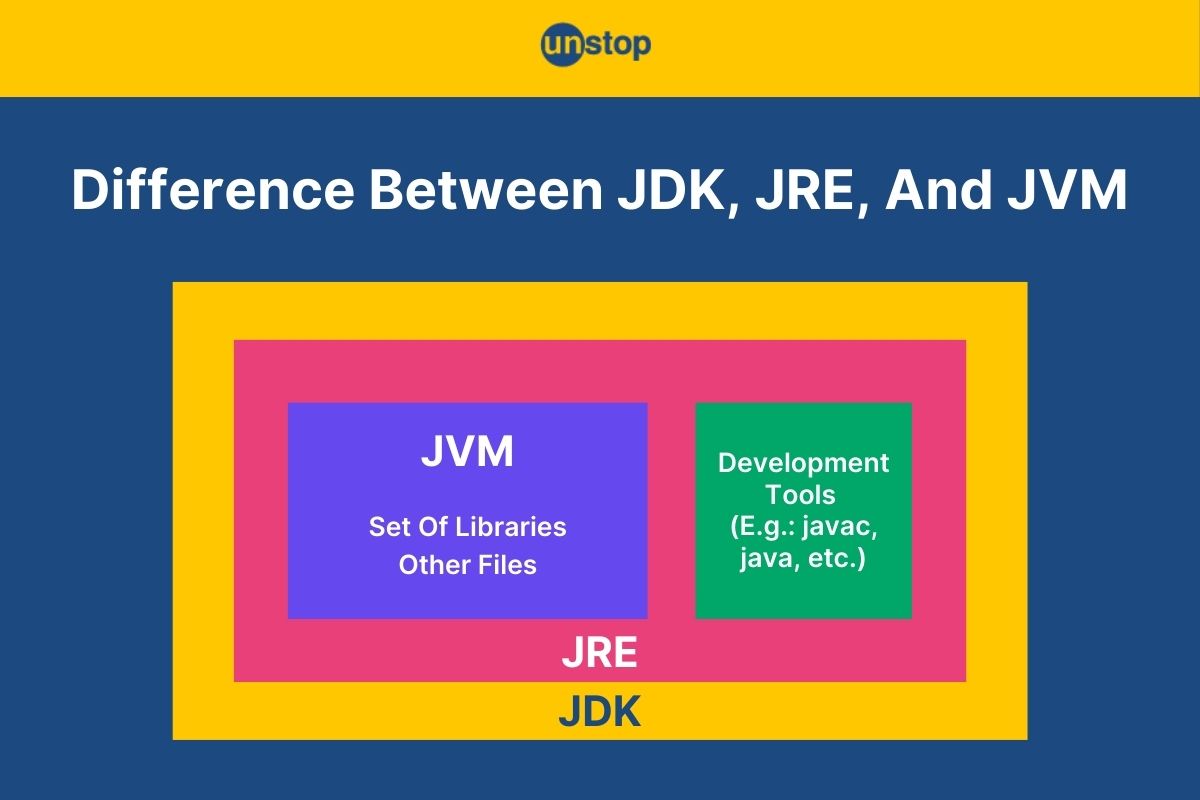 unstop
Difference Between JDK, JRE, And JVM
JVM
Set Of Libraries
Other Files
Development
Tools
(E.g.: javac,
java, etc.)
JRE
JDK